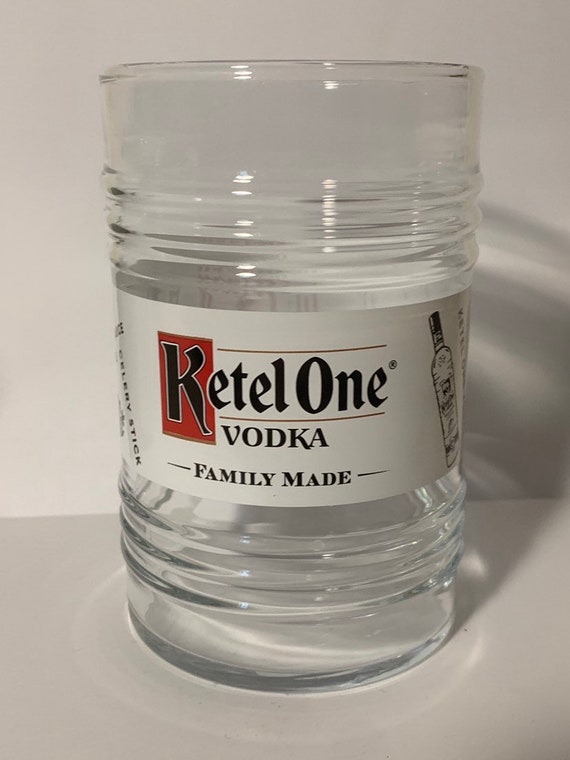 Ketel One®
VODKA
FAMILY MADE
CELERY STICK